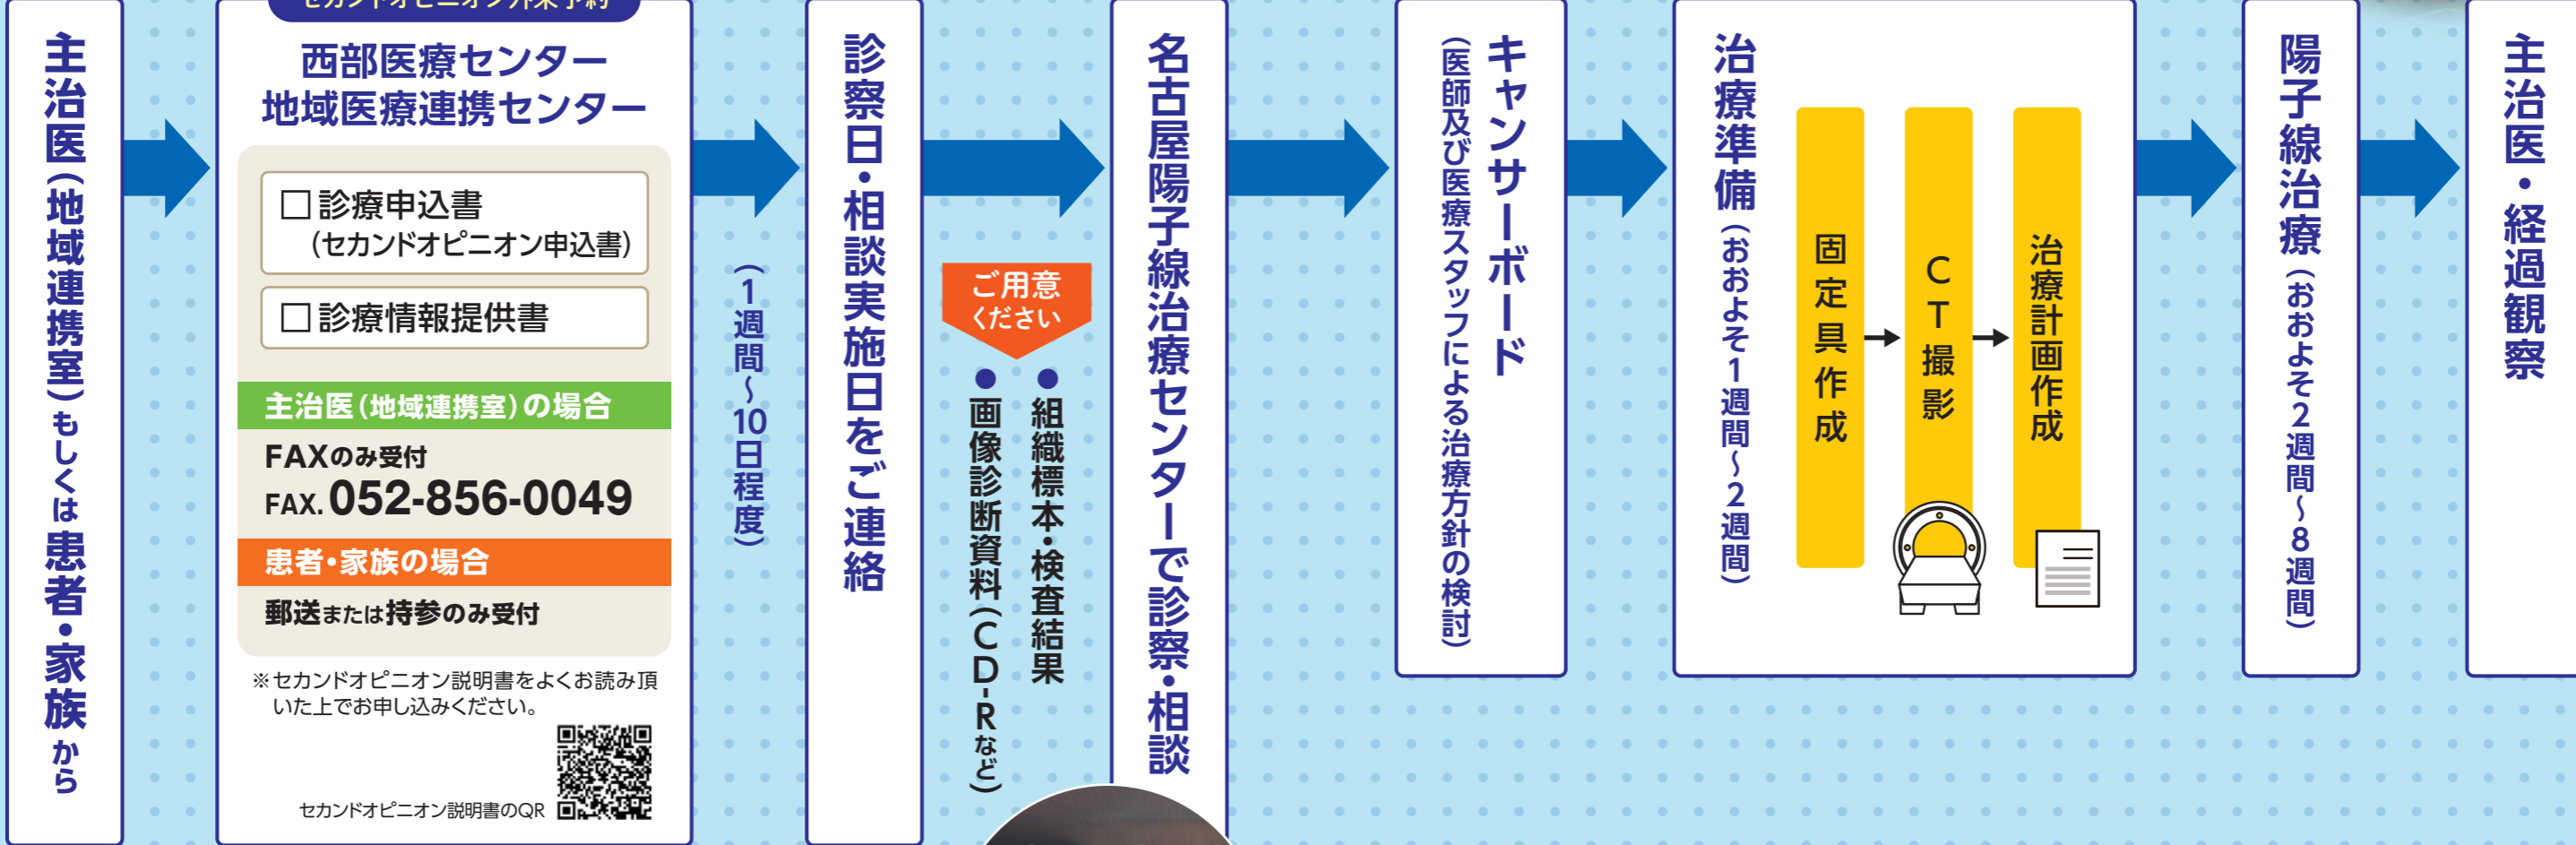 セカンドオピニオン外来予約
主治医（地域連携室）もしくは患者・家族から
西部医療センター
地域医療連携センター
□診療申込書
（セカンドオピニオン申込書）
□診療情報提供書
主治医（地域連携室）の場合
FAXのみ受付
FAX. 052-856-0049
患者・家族の場合
郵送または持参のみ受付
※セカンドオピニオン説明書をよくお読み頂
いた上でお申し込みください。
セカンドオピニオン説明書のQR
（1週間〜10日程度）
診察日・相談実施日をご連絡
ご用意
ください
●組織標本・検査結果
●画像診断資料（CD-Rなど）
名古屋陽子線治療センターで診察・相談
キャンサーボード
（医師及び医療スタッフによる治療方針の検討）
治療準備（おおよそ1週間〜2週間）
固定具作成
CT撮影
治療計画作成
陽子線治療（おおよそ2週間〜8週間）
主治医・経過観察